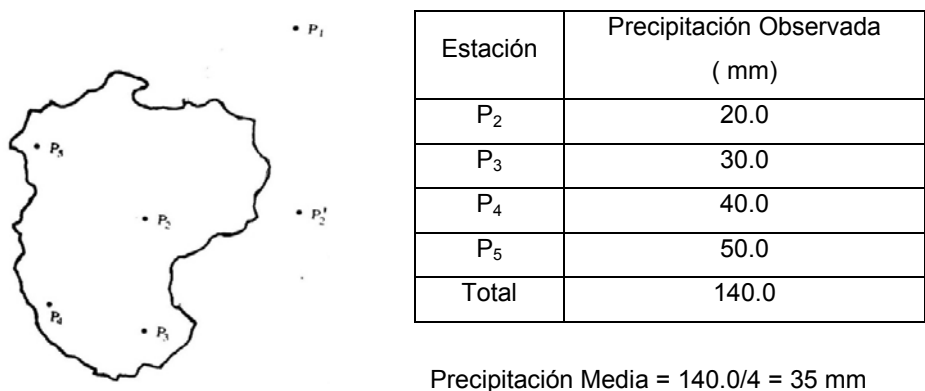 P1
P5
P2'
P2
P4
P3
Estación Precipitación Observada
( mm)
P2 20.0
P3 30.0
P4 40.0
P5 50.0
Total 140.0
Precipitación Media = 140.0/4 = 35 mm